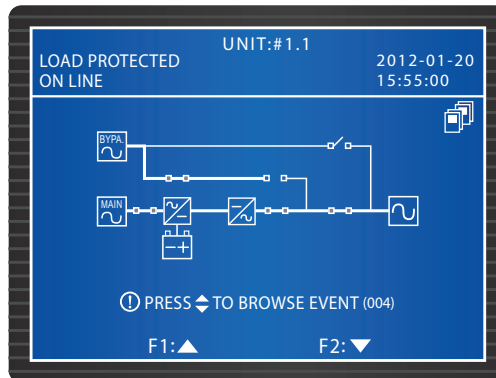 UNIT:#1.1
LOAD PROTECTED
ON LINE
2012-01-20
15:55:00
BYPA.
MAIN
PRESS TO BROWSE EVENT (004)
F1:
F2: